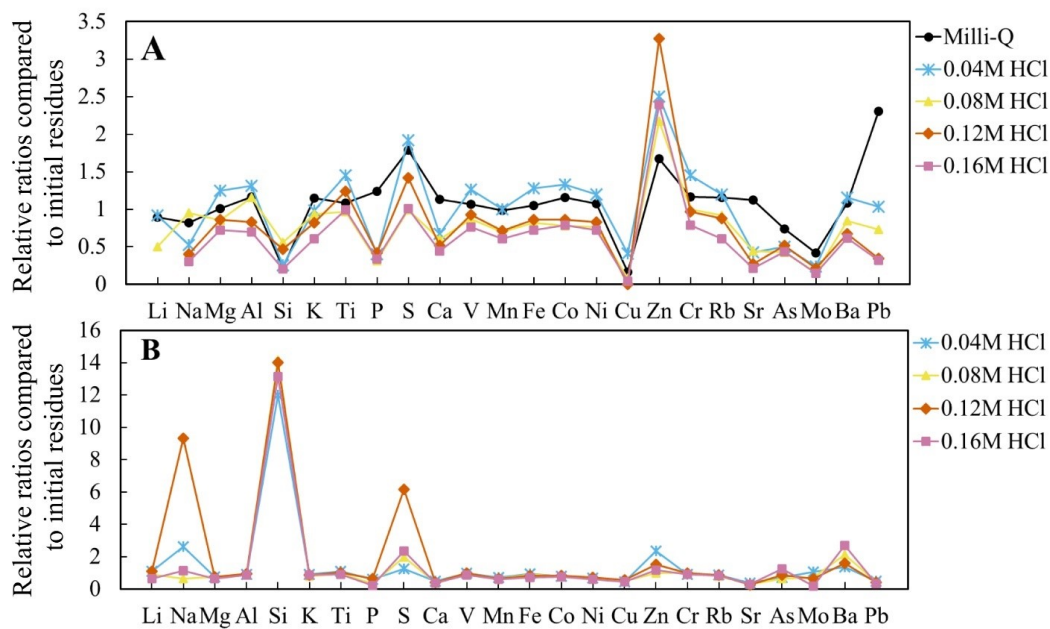 A
Relative ratios compared
to initial residues
3.5
3
2.5
2
1.5
1
0.5
0
Li Na Mg Al Si K Ti P S Ca V Mn Fe Co Ni Cu Zn Cr Rb Sr As Mo Ba Pb
Milli-Q
0.04M HCl
0.08M HCl
0.12M HCl
0.16M HCl
B
Relative ratios compared
to initial residues
16
14
12
10
8
6
4
2
0
Li Na Mg Al Si K Ti P S Ca V Mn Fe Co Ni Cu Zn Cr Rb Sr As Mo Ba Pb
0.04M HCl
0.08M HCl
0.12M HCl
0.16M HCl